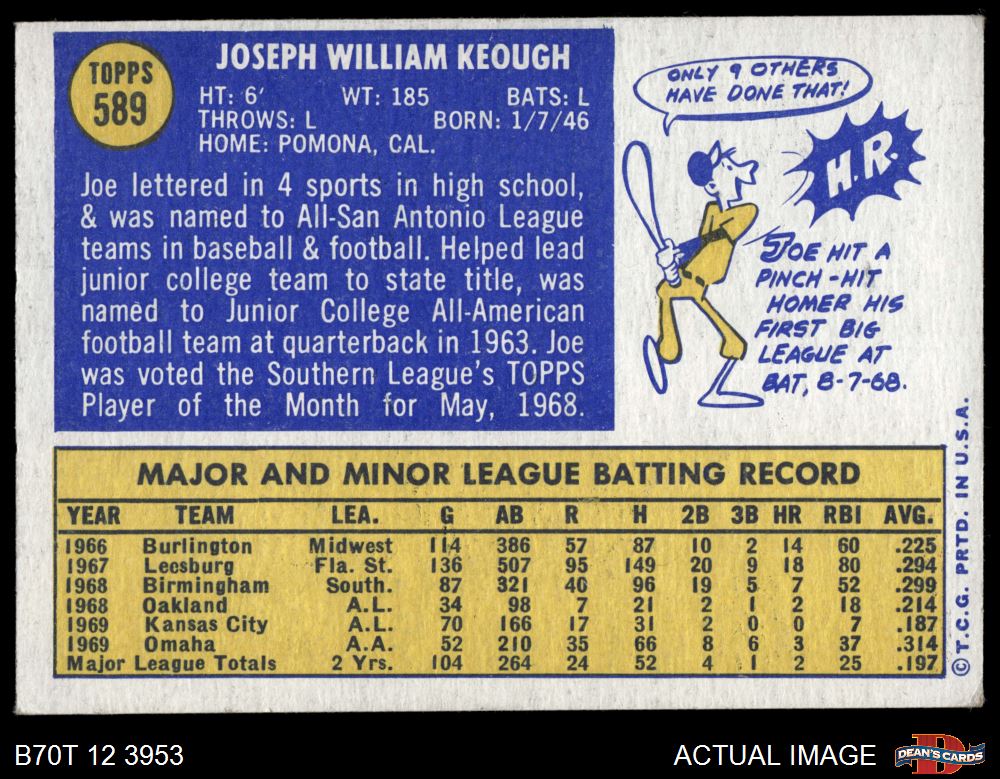 TOPPS
589
JOSEPH WILLIAM KEOUGH
HT: 6' WT: 185 BATS: L
THROWS: L BORN: 1/7/46
HOME: POMONA, CAL.
Joe lettered in 4 sports in high school,
& was named to All-San Antonio League
teams in baseball & football. Helped lead
junior college team to state title, was
named to Junior College All-American
football team at quarterback in 1963. Joe
was voted the Southern League's TOPPS
Player of the Month for May, 1968.
ONLY 9 OTHERS
HAVE DONE THAT!
H.R.
JOE HIT A
PINCH-HIT
HOMER HIS
FIRST BIG
LEAGUE AT
BAT, 8-7-68.
MAJOR AND MINOR LEAGUE BATTING RECORD
YEAR TEAM LEA. G AB R H 2B 3B HR RBI AVG.
1966 Burlington Midwest 114 386 57 87 10 2 14 60 .225
1967 Leesburg Fla. St. 136 507 95 149 20 9 18 80 .294
1968 Birmingham South. 87 321 40 96 19 5 7 52 .299
1968 Oakland A.L. 34 98 7 21 2 1 2 18 .214
1969 Kansas City A.L. 70 166 17 31 2 0 0 7 .187
1969 Omaha A.A. 52 210 35 66 8 6 3 37 .314
Major League Totals 2 Yrs. 104 264 24 52 4 1 2 25 .197
© T.C.G. PRTD. IN U.S.A.
B70T 12 3953
ACTUAL IMAGE
DEAN'S CARDS